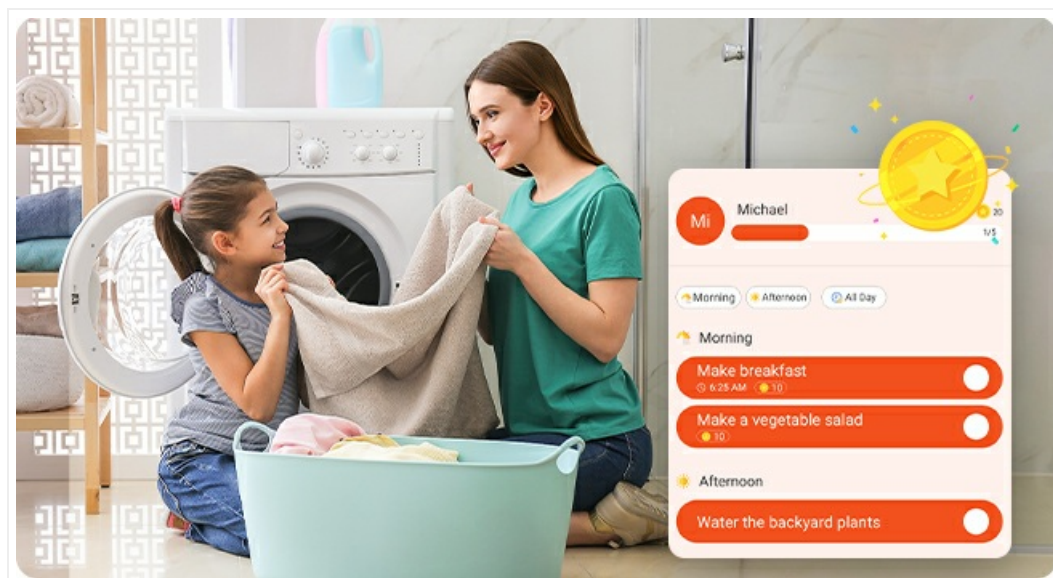 Mi
Michael
20
1/5
Morning
Afternoon
All Day
Morning
Make breakfast
6:25 AM
10
Make a vegetable salad
10
Afternoon
Water the backyard plants